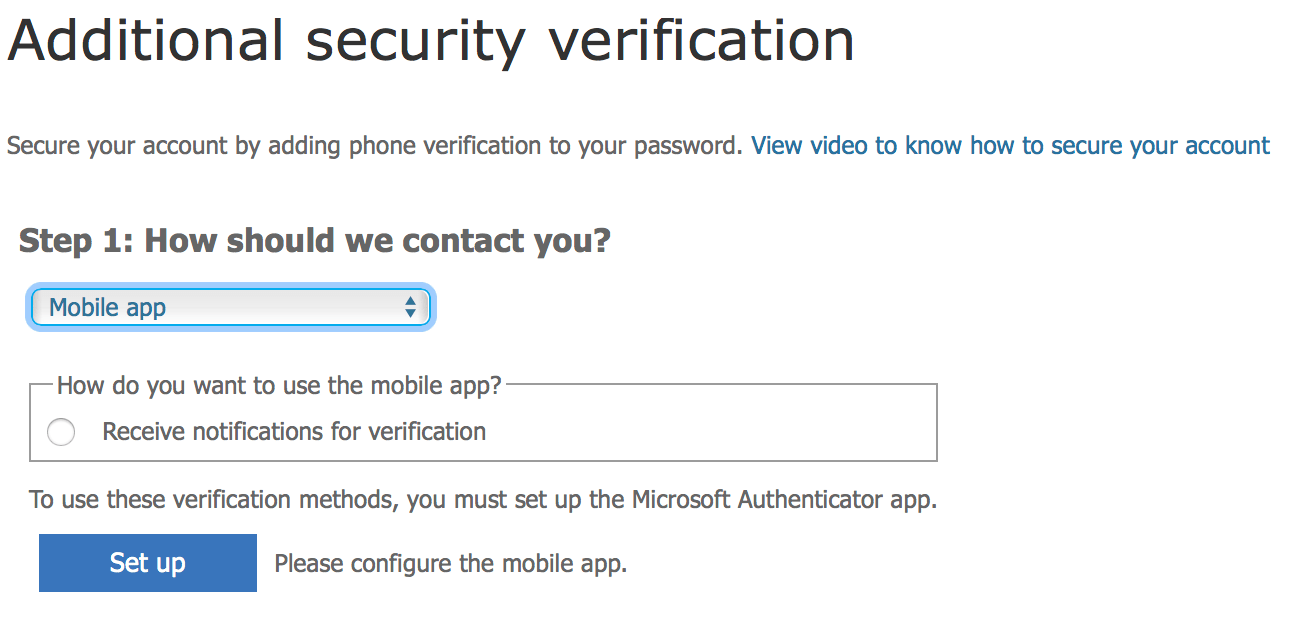 Additional security verification
Secure your account by adding phone verification to your password. View video to know how to secure your account
Step 1: How should we contact you?
Mobile app
How do you want to use the mobile app?
Receive notifications for verification
To use these verification methods, you must set up the Microsoft Authenticator app.
Set up Please configure the mobile app.